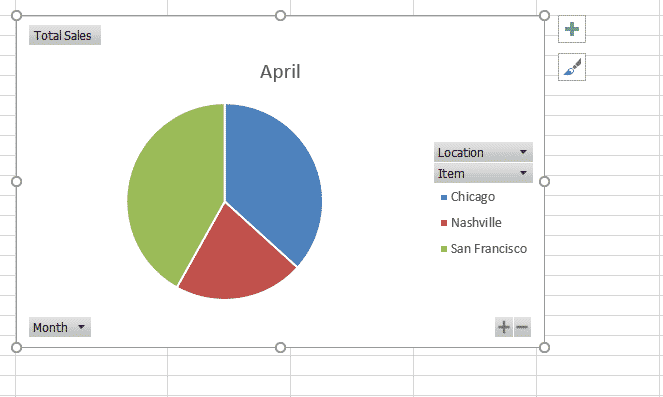 Total Sales
April
Location
Item
Chicago
Nashville
San Francisco
Month